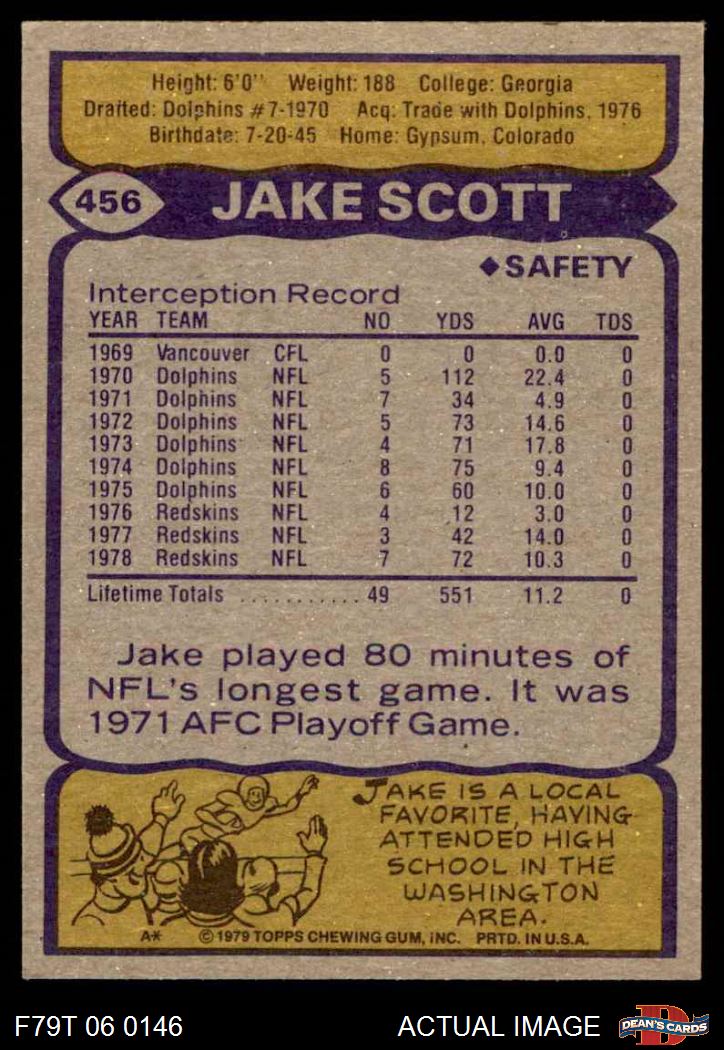 Height: 6'0" Weight: 188 College: Georgia
Drafted: Dolphins #7-1970 Acq: Trade with Dolphins, 1976
Birthdate: 7-20-45 Home: Gypsum, Colorado
456 JAKE SCOTT
◆SAFETY
Interception Record
YEAR TEAM NO YDS AVG TDS
1969 Vancouver CFL 0 0 0.0 0
1970 Dolphins NFL 5 112 22.4 0
1971 Dolphins NFL 7 34 4.9 0
1972 Dolphins NFL 5 73 14.6 0
1973 Dolphins NFL 4 71 17.8 0
1974 Dolphins NFL 8 75 9.4 0
1975 Dolphins NFL 6 60 10.0 0
1976 Redskins NFL 4 12 3.0 0
1977 Redskins NFL 3 42 14.0 0
1978 Redskins NFL 7 72 10.3 0
Lifetime Totals ........... 49 551 11.2 0
Jake played 80 minutes of
NFL's longest game. It was
1971 AFC Playoff Game.
JAKE IS A LOCAL
FAVORITE, HAVING
ATTENDED HIGH
SCHOOL IN THE
WASHINGTON
AREA.
A* © 1979 TOPPS CHEWING GUM, INC. PRTD. IN U.S.A.
F79T 06 0146 ACTUAL IMAGE D DEAN'S CARDS